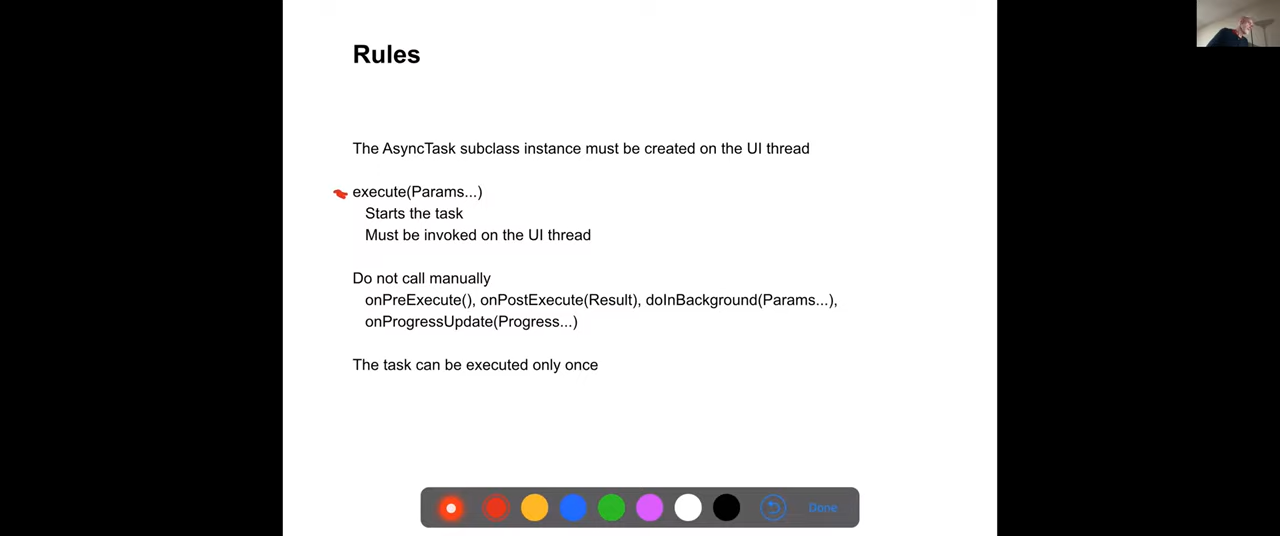 Rules
The AsyncTask subclass instance must be created on the UI thread
execute(Params...)
Starts the task
Must be invoked on the UI thread
Do not call manually
onPreExecute(), onPostExecute(Result), doInBackground(Params...),
onProgressUpdate(Progress...)
The task can be executed only once
Done